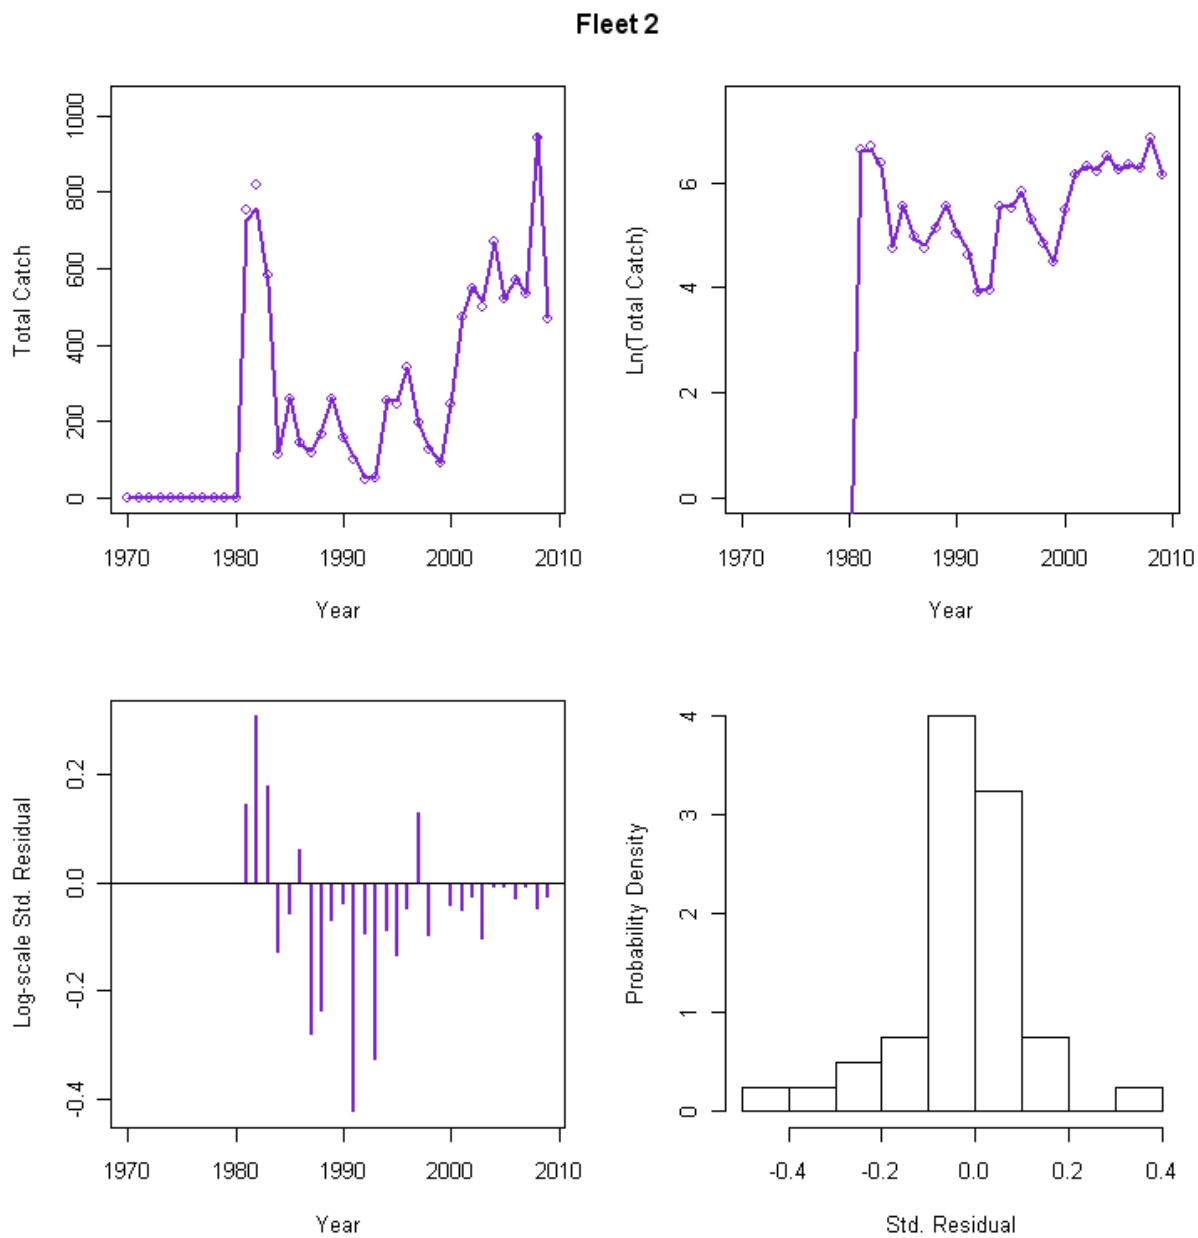 Fleet 2
Total Catch
0
200
400
600
800
1000
1970 1980 1990 2000 2010
Year
Ln(Total Catch)
0
2
4
6
1970 1980 1990 2000 2010
Year
Log-scale Std. Residual
-0.4
-0.2
0.0
0.2
1970 1980 1990 2000 2010
Year
Probability Density
0
1
2
3
4
-0.4 -0.2 0.0 0.2 0.4
Std. Residual